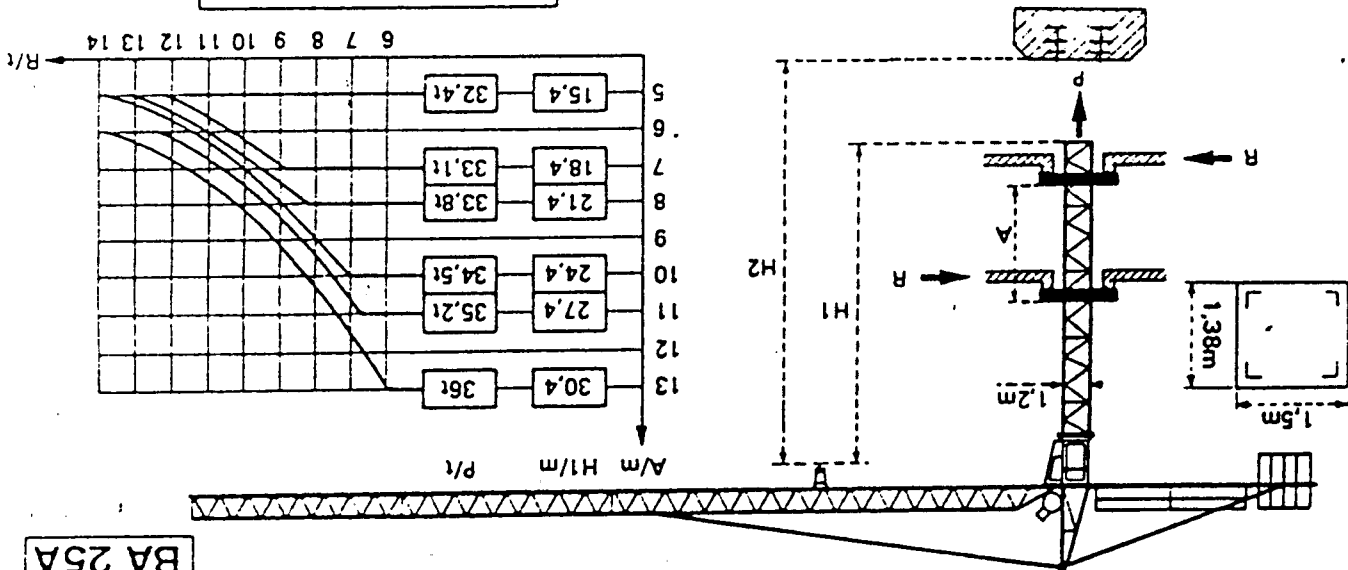 BA 25A
1,5m
1,38m
1,2m
R
A
R
P
H1
H2
A/m H1/m P/t
13 30,4 36t
12
11 27,4 35,2t
10 24,4 34,5t
9
8 21,4 33,8t
7 18,4 33,1t
6
5 15,4 32,4t
6 7 8 9 10 11 12 13 14 R/t